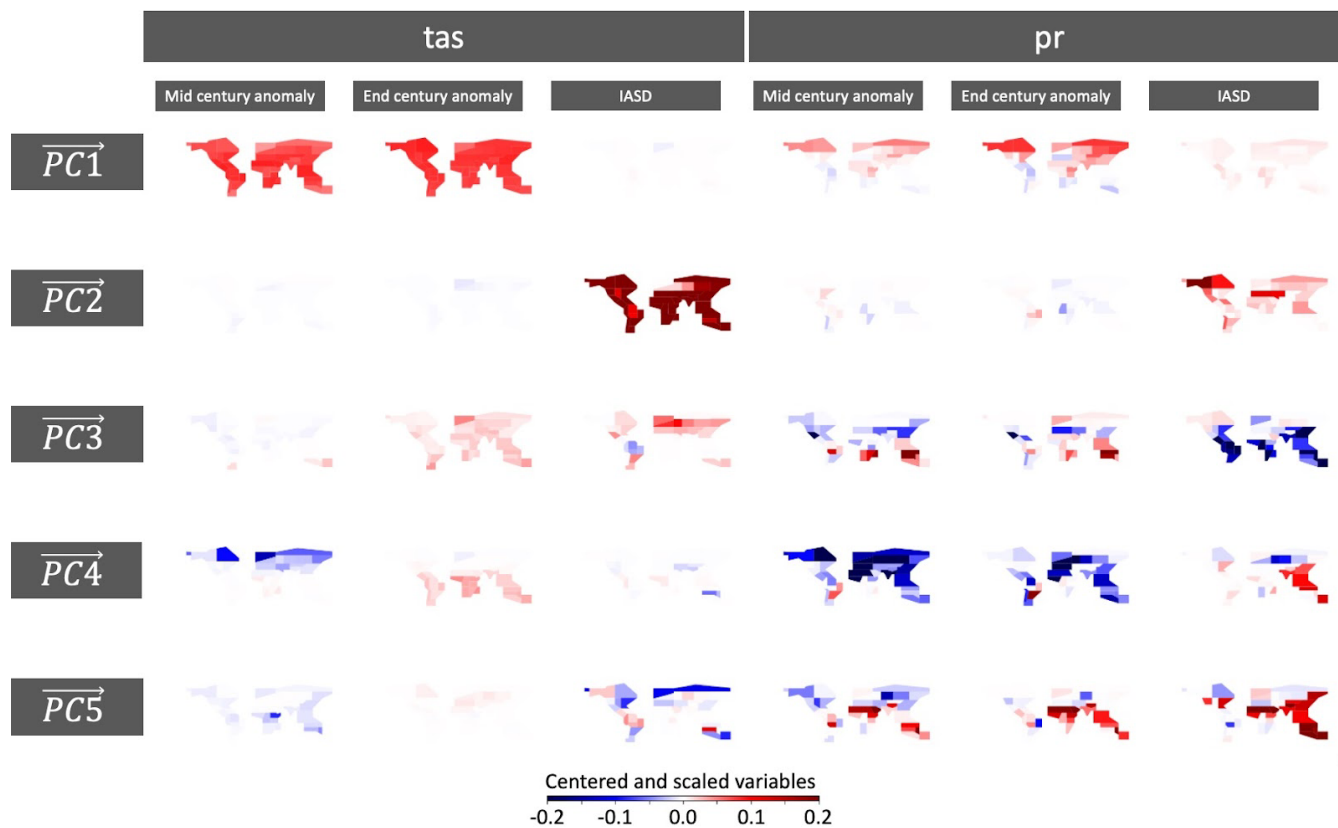 tas pr
Mid century anomaly End century anomaly IASD Mid century anomaly End century anomaly IASD
PC1
PC2
PC3
PC4
PC5
Centered and scaled variables
-0.2 -0.1 0.0 0.1 0.2